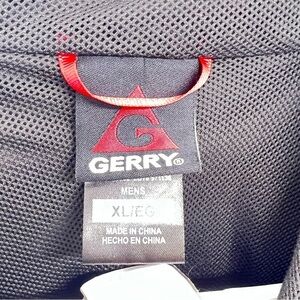 G
GERRY®
MENS
XL/EG
MADE IN CHINA
HECHO EN CHINA